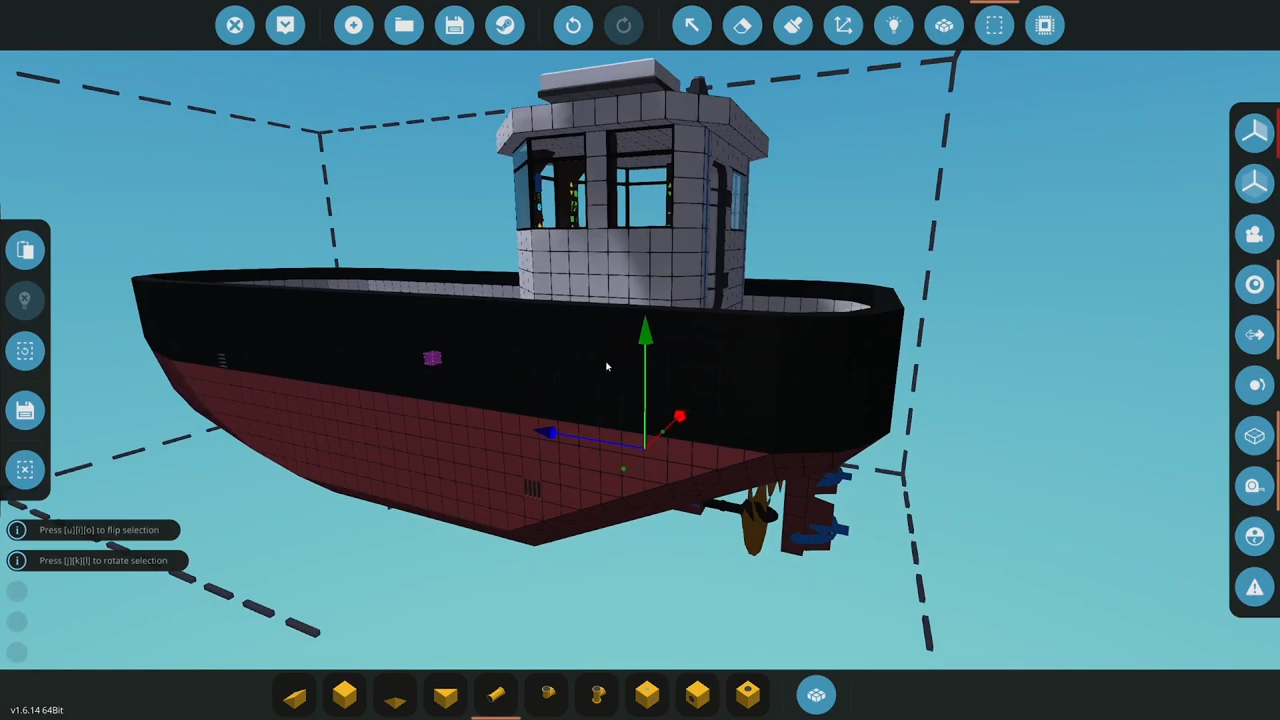 Press [u][i][o] to flip selection
Press [j][k][l] to rotate selection
v1.6.14 64Bit